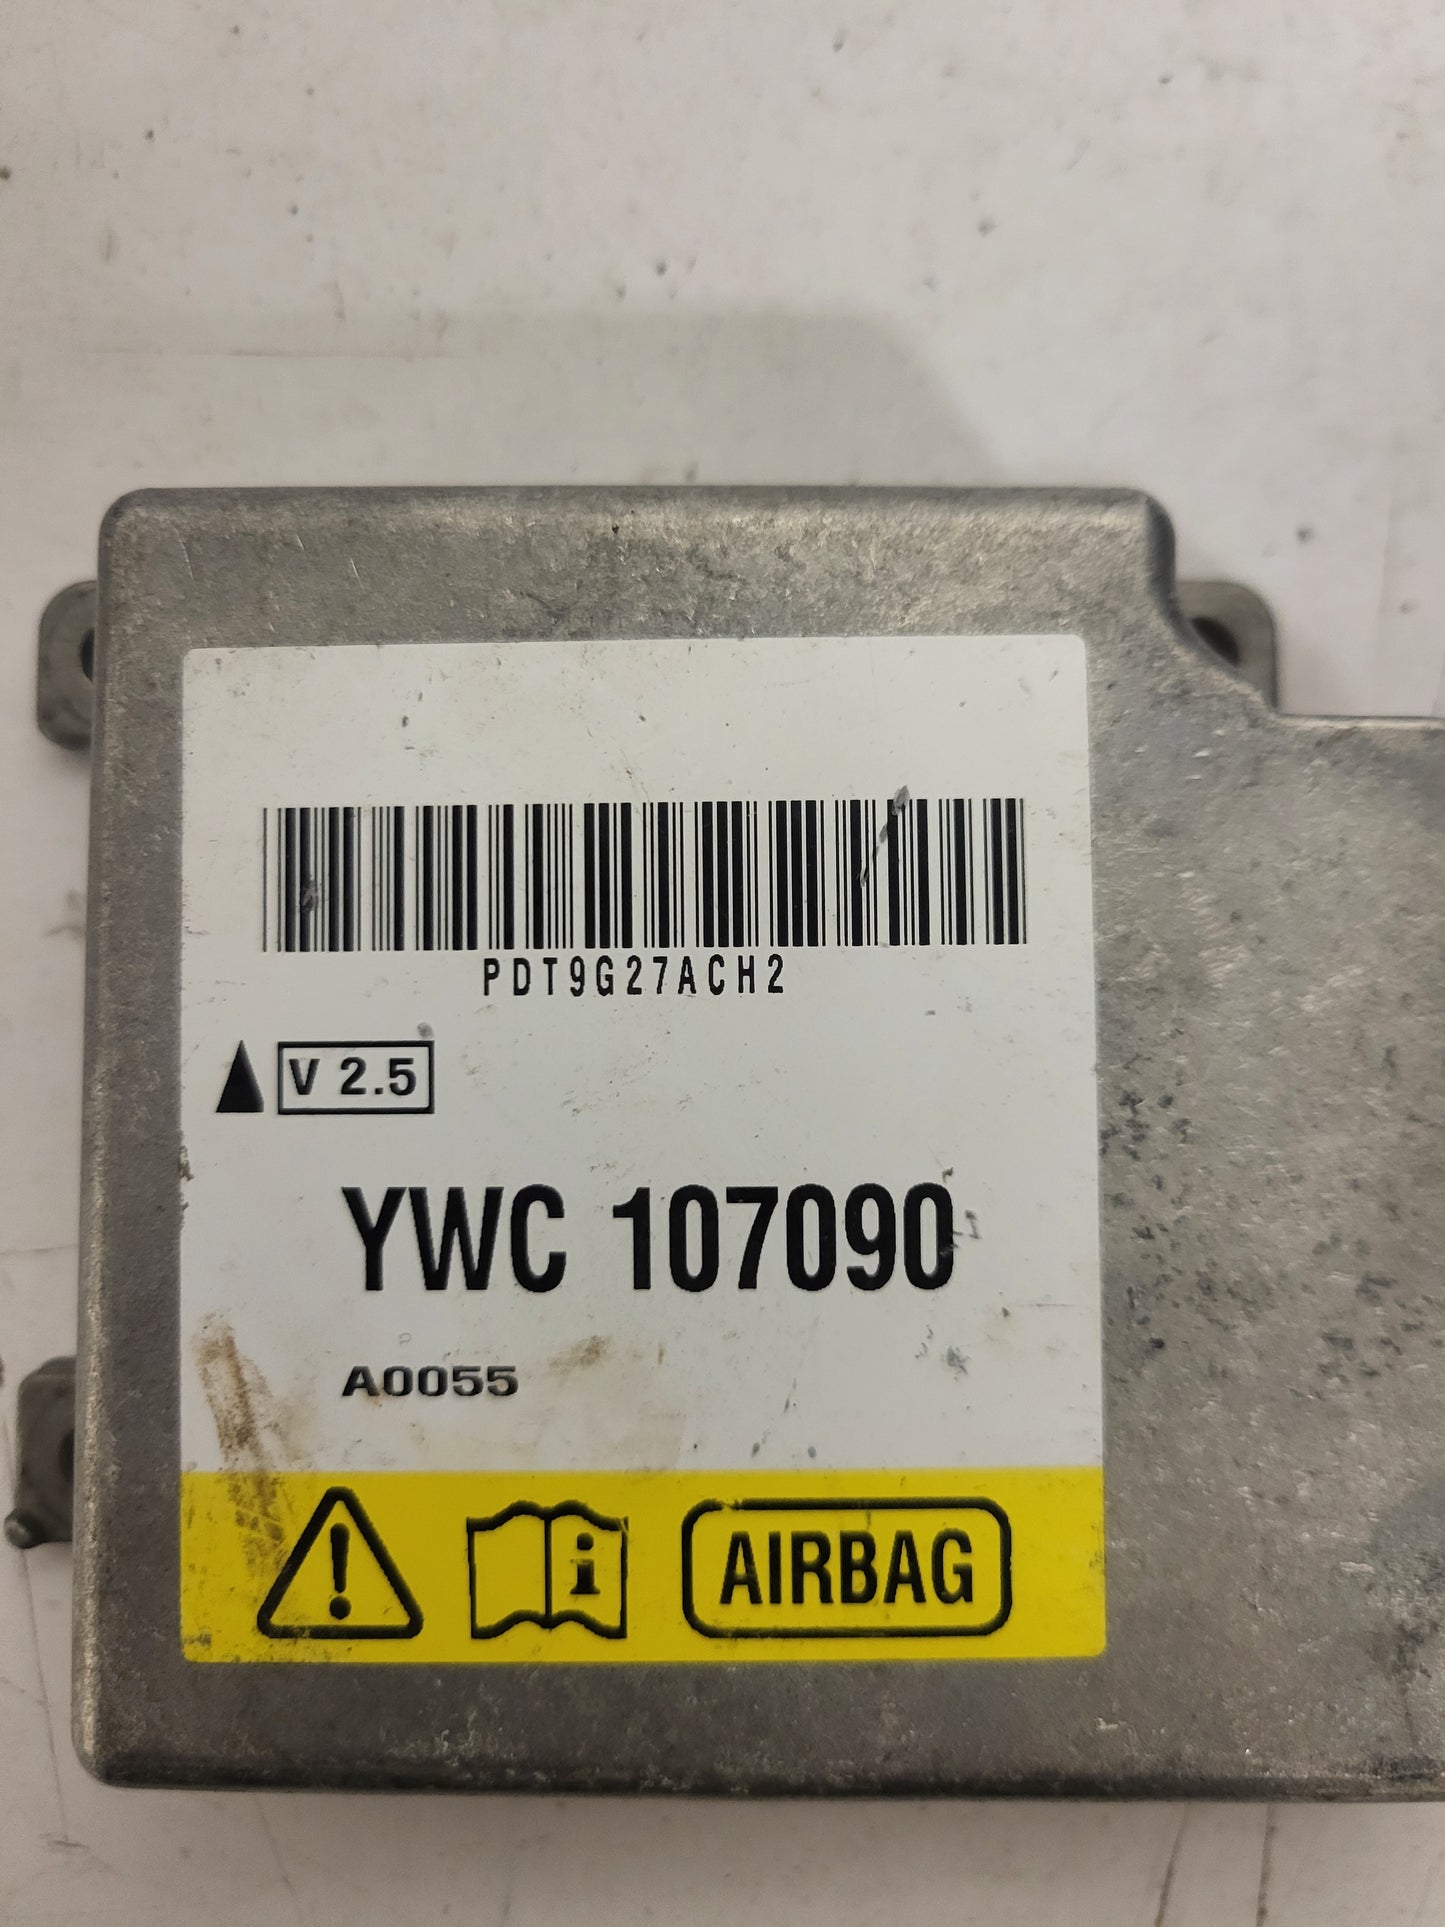 PDT9G27ACH2
V 2.5
YWC 107090
A0055
AIRBAG